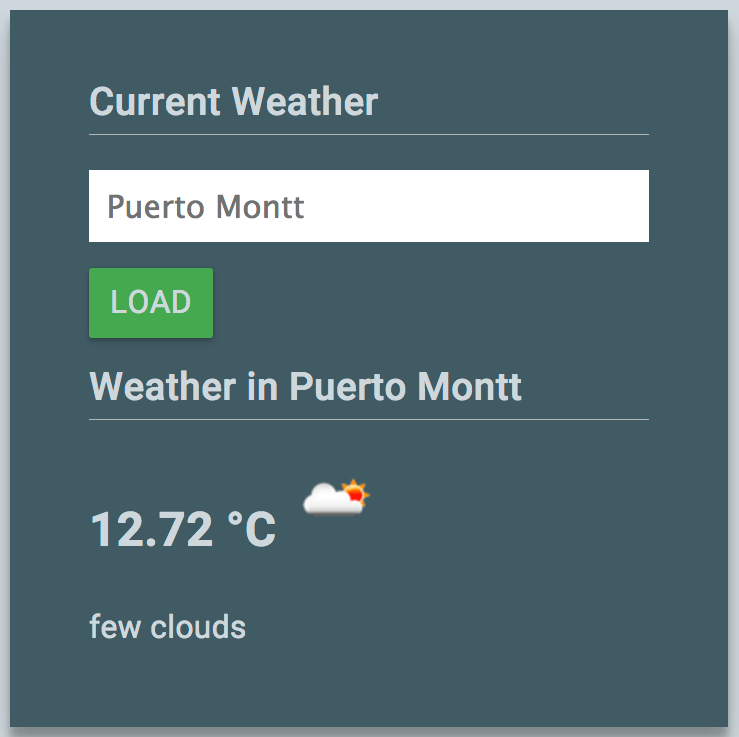 Current Weather
Puerto Montt
LOAD
Weather in Puerto Montt
12.72 °C
few clouds